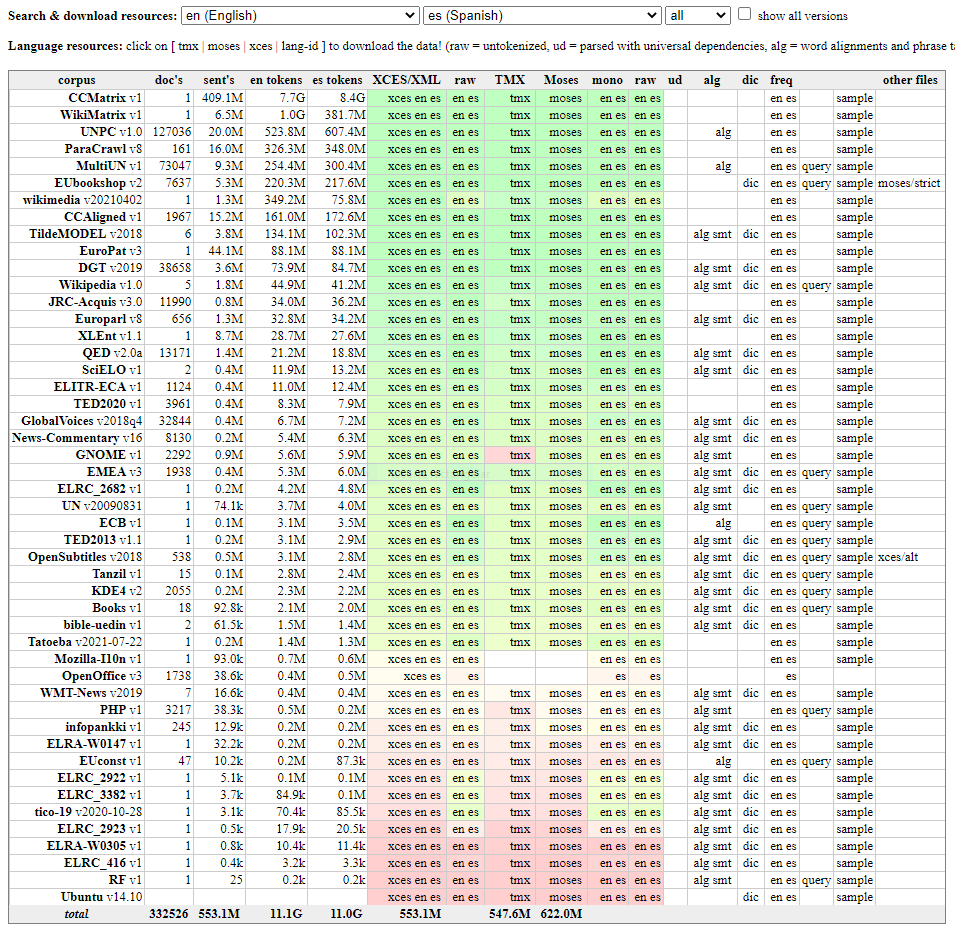 Search & download resources: en (English) es (Spanish) all show all versions
Language resources: click on [ tmx | moses | xces | lang-id ] to download the data! (raw = untokenized, ud = parsed with universal dependencies, alg = word alignments and phrase ta
corpus doc's sent's en tokens es tokens XCES/XML raw TMX Moses mono raw ud alg dic freq other files
CCMatrix v1 1 409.1M 7.7G 8.4G xces en es en es tmx moses en es en es en es sample
WikiMatrix v1 1 6.5M 1.0G 381.7M xces en es en es tmx moses en es en es en es sample
UNPC v1.0 127036 20.0M 523.8M 607.4M xces en es en es tmx moses en es en es alg en es sample
ParaCrawl v8 161 16.0M 326.3M 348.0M xces en es en es tmx moses en es en es en es sample
MultiUN v1 73047 9.3M 254.4M 300.4M xces en es en es tmx moses en es en es alg en es query sample
EUbookshop v2 7637 5.3M 220.3M 217.6M xces en es en es tmx moses en es en es dic en es query sample moses/strict
wikimedia v20210402 1 1.3M 349.2M 75.8M xces en es en es tmx moses en es en es en es sample
CCAligned v1 1967 15.2M 161.0M 172.6M xces en es en es tmx moses en es en es en es sample
TildeMODEL v2018 6 3.8M 134.1M 102.3M xces en es en es tmx moses en es en es alg smt dic en es sample
EuroPat v3 1 44.1M 88.1M 88.1M xces en es en es tmx moses en es en es en es sample
DGT v2019 38658 3.6M 73.9M 84.7M xces en es en es tmx moses en es en es alg smt dic en es sample
Wikipedia v1.0 5 1.8M 44.9M 41.2M xces en es en es tmx moses en es en es alg smt dic en es query sample
JRC-Acquis v3.0 11990 0.8M 34.0M 36.2M xces en es en es tmx moses en es en es en es sample
Europarl v8 656 1.3M 32.8M 34.2M xces en es en es tmx moses en es en es alg smt dic en es sample
XLEnt v1.1 1 8.7M 28.7M 27.6M xces en es en es tmx moses en es en es en es sample
QED v2.0a 13171 1.4M 21.2M 18.8M xces en es en es tmx moses en es en es alg smt dic en es sample
SciELO v1 2 0.4M 11.9M 13.2M xces en es en es tmx moses en es en es alg smt dic en es sample
ELITR-ECA v1 1124 0.4M 11.0M 12.4M xces en es en es tmx moses en es en es en es sample
TED2020 v1 3961 0.4M 8.3M 7.9M xces en es en es tmx moses en es en es en es sample
GlobalVoices v2018q4 32844 0.4M 6.7M 7.2M xces en es en es tmx moses en es en es alg smt dic en es sample
News-Commentary v16 8130 0.2M 5.4M 6.3M xces en es en es tmx moses en es en es alg smt dic en es sample
GNOME v1 2292 0.9M 5.6M 5.9M xces en es en es tmx moses en es en es alg smt en es sample
EMEA v3 1938 0.4M 5.3M 6.0M xces en es en es tmx moses en es en es alg smt dic en es query sample
ELRC_2682 v1 1 0.2M 4.2M 4.8M xces en es en es tmx moses en es en es alg smt dic en es sample
UN v20090831 1 74.1k 3.7M 4.0M xces en es en es tmx moses en es en es alg smt en es query sample
ECB v1 1 0.1M 3.1M 3.5M xces en es en es tmx moses en es en es alg en es query sample
TED2013 v1.1 1 0.2M 3.1M 2.9M xces en es en es tmx moses en es en es alg smt dic en es query sample
OpenSubtitles v2018 538 0.5M 3.1M 2.8M xces en es en es tmx moses en es en es alg smt dic en es query sample xces/alt
Tanzil v1 15 0.1M 2.8M 2.4M xces en es en es tmx moses en es en es alg smt dic en es query sample
KDE4 v2 2055 0.2M 2.3M 2.2M xces en es en es tmx moses en es en es alg smt dic en es query sample
Books v1 18 92.8k 2.1M 2.0M xces en es en es tmx moses en es en es alg smt dic en es query sample
bible-uedin v1 2 61.5k 1.5M 1.4M xces en es en es tmx moses en es en es alg smt dic en es sample
Tatoeba v2021-07-22 1 0.2M 1.4M 1.3M xces en es en es tmx moses en es en es en es sample
Mozilla-I10n v1 1 93.0k 0.7M 0.6M xces en es en es en es en es en es sample
OpenOffice v3 1738 38.6k 0.4M 0.5M xces es es es es es
WMT-News v2019 7 16.6k 0.4M 0.4M xces en es en es tmx moses en es en es alg smt dic en es sample
PHP v1 3217 38.3k 0.5M 0.2M xces en es en es tmx moses en es en es alg smt en es query sample
infopankki v1 245 12.9k 0.2M 0.2M xces en es en es tmx moses en es en es alg smt dic en es sample
ELRA-W0147 v1 1 32.2k 0.2M 0.2M xces en es en es tmx moses en es en es alg smt dic en es sample
EUconst v1 47 10.2k 0.2M 87.3k xces en es en es tmx moses en es en es alg en es query sample
ELRC_2922 v1 1 5.1k 0.1M 0.1M xces en es en es tmx moses en es en es alg smt dic en es sample
ELRC_3382 v1 1 3.7k 84.9k 0.1M xces en es en es tmx moses en es en es alg smt dic en es sample
tico-19 v2020-10-28 1 3.1k 70.4k 85.5k xces en es en es tmx moses en es en es alg smt dic en es sample
ELRC_2923 v1 1 0.5k 17.9k 20.5k xces en es en es tmx moses en es en es alg smt dic en es sample
ELRA-W0305 v1 1 0.8k 10.4k 11.4k xces en es en es tmx moses en es en es alg smt dic en es sample
ELRC_416 v1 1 0.4k 3.2k 3.3k xces en es en es tmx moses en es en es alg smt dic en es sample
RF v1 1 25 0.2k 0.2k xces en es en es tmx moses en es en es alg smt en es query sample
Ubuntu v14.10 xces en es en es tmx moses en es en es dic en es sample
total 332526 553.1M 11.1G 11.0G 553.1M 547.6M 622.0M